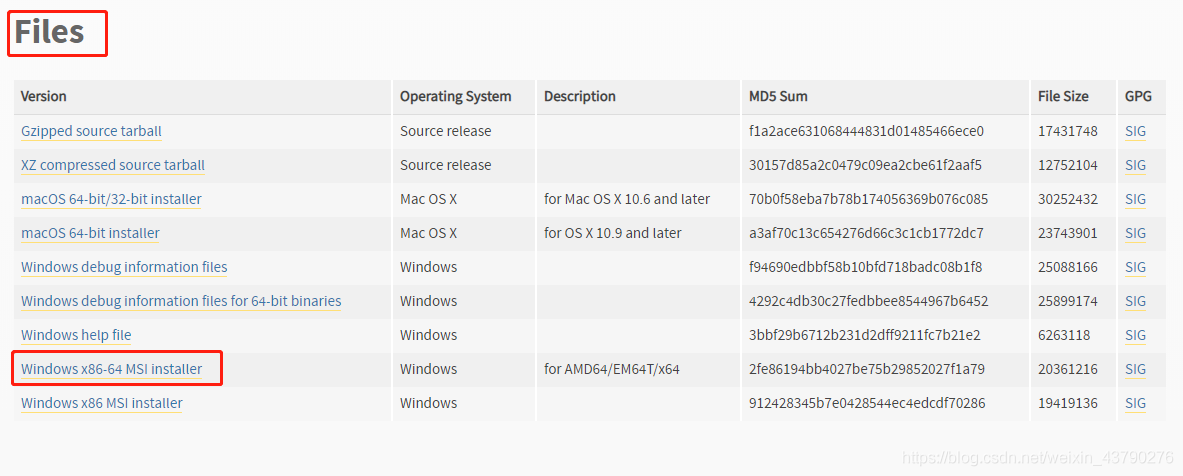 Files
Version Operating System Description MD5 Sum File Size GPG
Gzipped source tarball Source release f1a2ace631068444831d01485466ece0 17431748 SIG
XZ compressed source tarball Source release 30157d85a2c0479c09ea2cbe61f2aaf5 12752104 SIG
macOS 64-bit/32-bit installer Mac OS X for Mac OS X 10.6 and later 70b0f58eba7b78b174056369b076c085 30252432 SIG
macOS 64-bit installer Mac OS X for OS X 10.9 and later a3af70c13c654276d66c3c1cb1772dc7 23743901 SIG
Windows debug information files Windows f94690edbbf58b10bfd718badc08b1f8 25088166 SIG
Windows debug information files for 64-bit binaries Windows 4292c4db30c27fedbbee8544967b6452 25899174 SIG
Windows help file Windows 3bbf29b6712b231d2dff9211fc7b21e2 6263118 SIG
Windows x86-64 MSI installer Windows for AMD64/EM64T/x64 2fe86194bb4027be75b29852027f1a79 20361216 SIG
Windows x86 MSI installer Windows 912428345b7e0428544ec4edcdf70286 19419136 SIG
https://blog.csdn.net/weixin_43790276